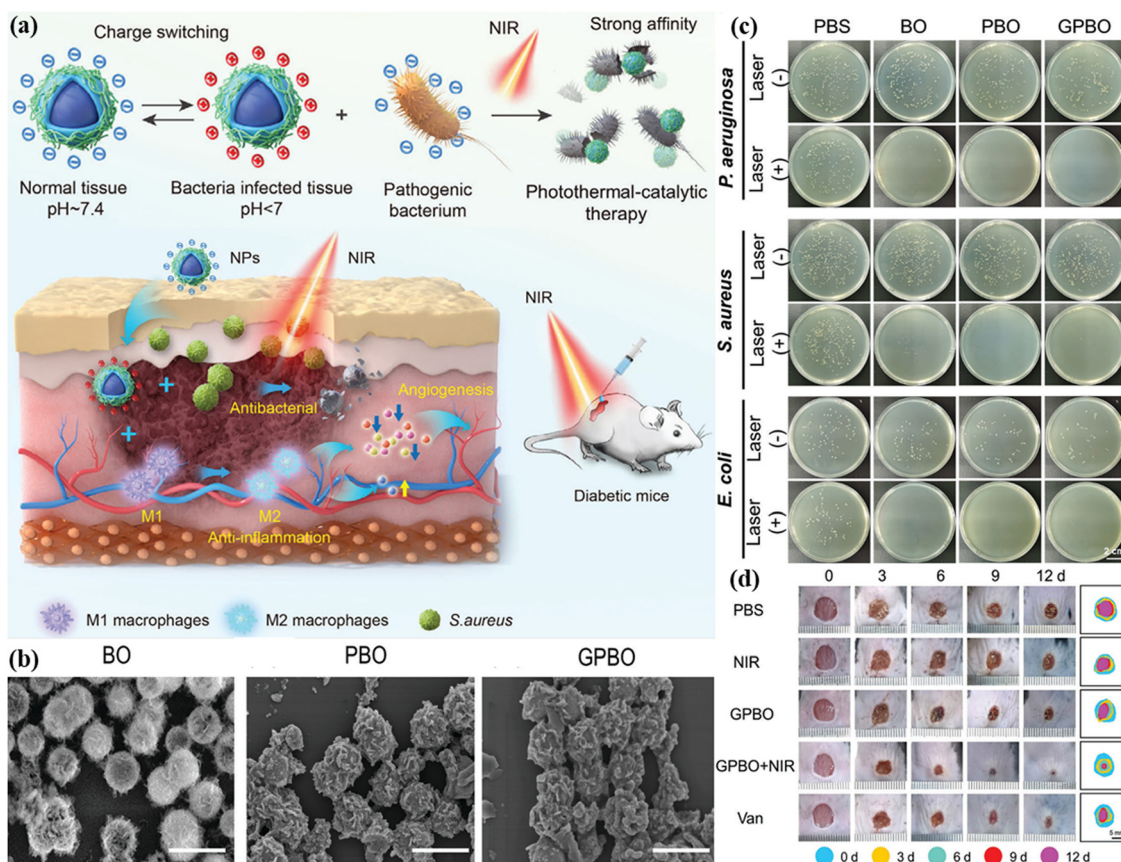 (a)
Charge switching
NIR
Strong affinity
+
Normal tissue
pH~7.4
Bacteria infected tissue
pH<7
Pathogenic
bacterium
Photothermal-catalytic
therapy
NPs
NIR
NIR
+
Antibacterial
Angiogenesis
+
M1
M2
Anti-inflammation
Diabetic mice
M1 macrophages
M2 macrophages
S.aureus
(b)
BO
PBO
GPBO
(c)
PBS
BO
PBO
GPBO
P. aeruginosa
Laser
(-)
Laser
(+)
S. aureus
Laser
(-)
Laser
(+)
E. coli
Laser
(-)
Laser
(+)
2 cm
(d)
0
3
6
9
12 d
PBS
NIR
GPBO
GPBO+NIR
Van
5 mm
0 d
3 d
6 d
9 d
12 d